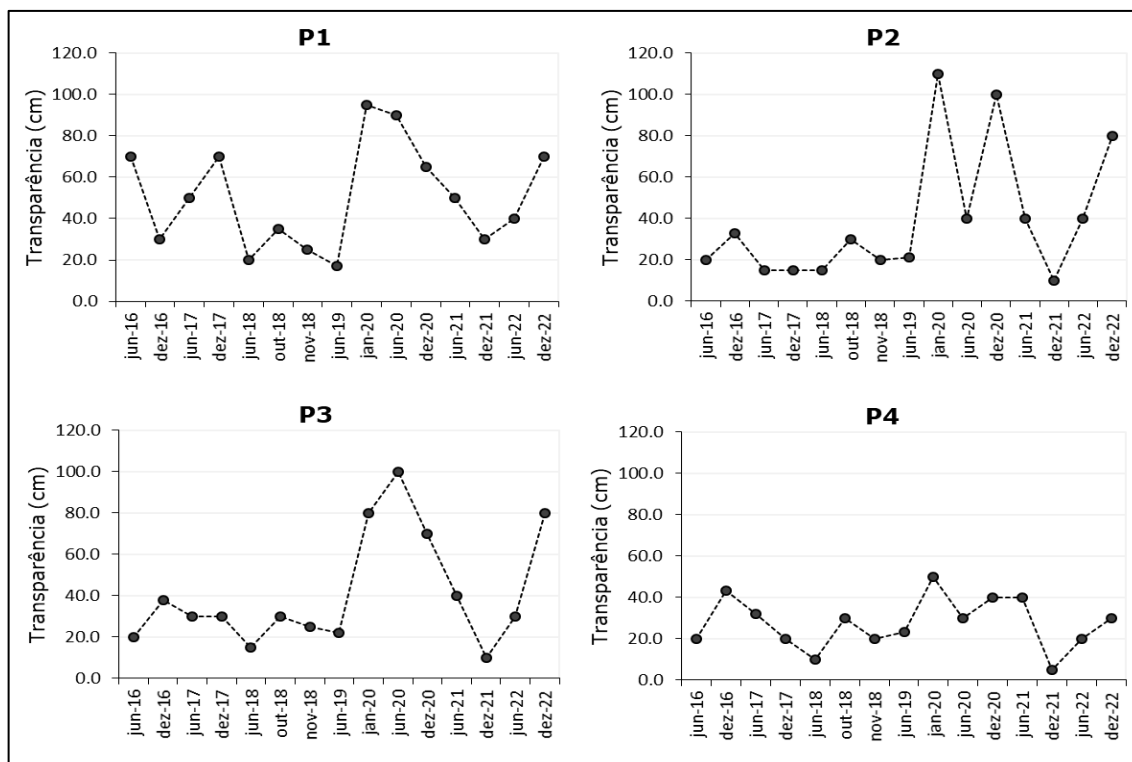 P1
Transparência (cm)
120.0
100.0
80.0
60.0
40.0
20.0
0.0
jun-16
dez-16
jun-17
dez-17
jun-18
out-18
nov-18
jun-19
jan-20
jun-20
dez-20
jun-21
dez-21
jun-22
dez-22
P2
Transparência (cm)
120.0
100.0
80.0
60.0
40.0
20.0
0.0
jun-16
dez-16
jun-17
dez-17
jun-18
out-18
nov-18
jun-19
jan-20
jun-20
dez-20
jun-21
dez-21
jun-22
dez-22
P3
Transparência (cm)
120.0
100.0
80.0
60.0
40.0
20.0
0.0
jun-16
dez-16
jun-17
dez-17
jun-18
out-18
nov-18
jun-19
jan-20
jun-20
dez-20
jun-21
dez-21
jun-22
dez-22
P4
Transparência (cm)
120.0
100.0
80.0
60.0
40.0
20.0
0.0
jun-16
dez-16
jun-17
dez-17
jun-18
out-18
nov-18
jun-19
jan-20
jun-20
dez-20
jun-21
dez-21
jun-22
dez-22